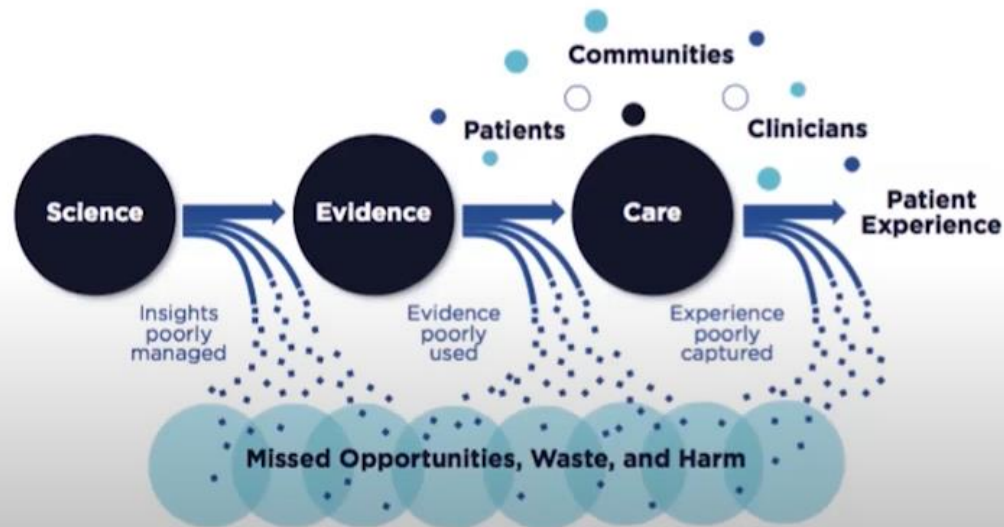 Communities
Patients
Clinicians
Science
Evidence
Care
Patient
Experience
Insights
poorly
managed
Evidence
poorly
used
Experience
poorly
captured
Missed Opportunities, Waste, and Harm